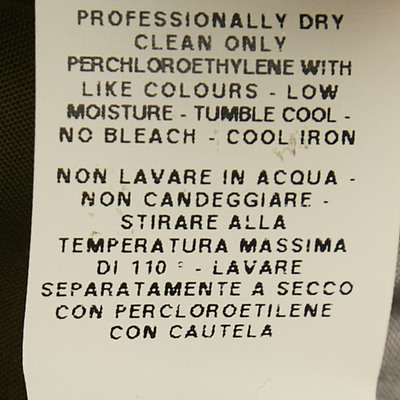 PROFESSIONALLY DRY
CLEAN ONLY
PERCHLOROETHYLENE WITH
LIKE COLOURS - LOW
MOISTURE - TUMBLE COOL -
NO BLEACH - COOL IRON
NON LAVARE IN ACQUA -
NON CANDEGGIARE -
STIRARE ALLA
TEMPERATURA MASSIMA
DI 110 ° - LAVARE
SEPARATAMENTE A SECCO
CON PERCLOROETILENE
CON CAUTELA